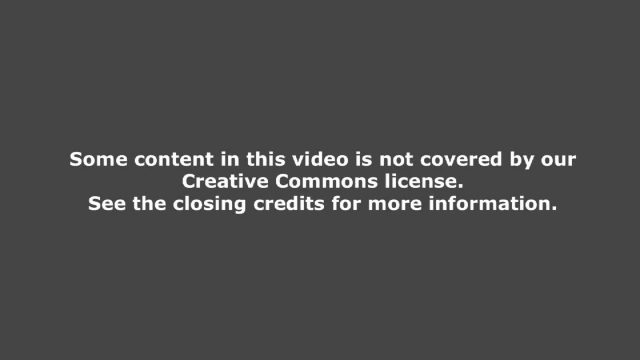 Some content in this video is not covered by our
Creative Commons license.
See the closing credits for more information.